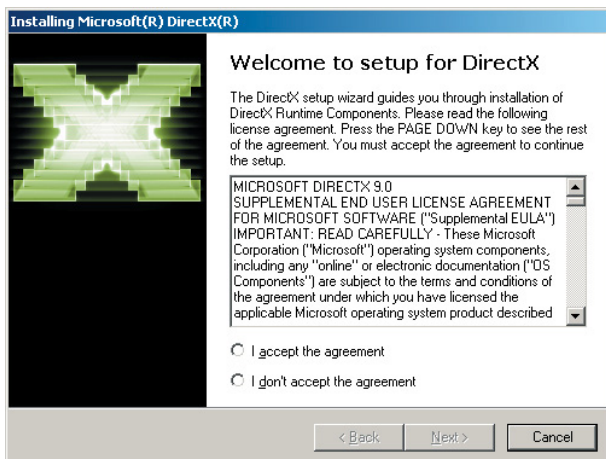 Installing Microsoft(R) DirectX(R)
Welcome to setup for DirectX
The DirectX setup wizard guides you through installation of
DirectX Runtime Components. Please read the following
license agreement. Press the PAGE DOWN key to see the rest
of the agreement. You must accept the agreement to continue
the setup.
MICROSOFT DIRECTX 9.0
SUPPLEMENTAL END USER LICENSE AGREEMENT
FOR MICROSOFT SOFTWARE ("Supplemental EULA")
IMPORTANT: READ CAREFULLY - These Microsoft
Corporation ("Microsoft") operating system components,
including any "online" or electronic documentation ("OS
Components") are subject to the terms and conditions of
the agreement under which you have licensed the
applicable Microsoft operating system product described
I accept the agreement
I don't accept the agreement
< Back Next > Cancel